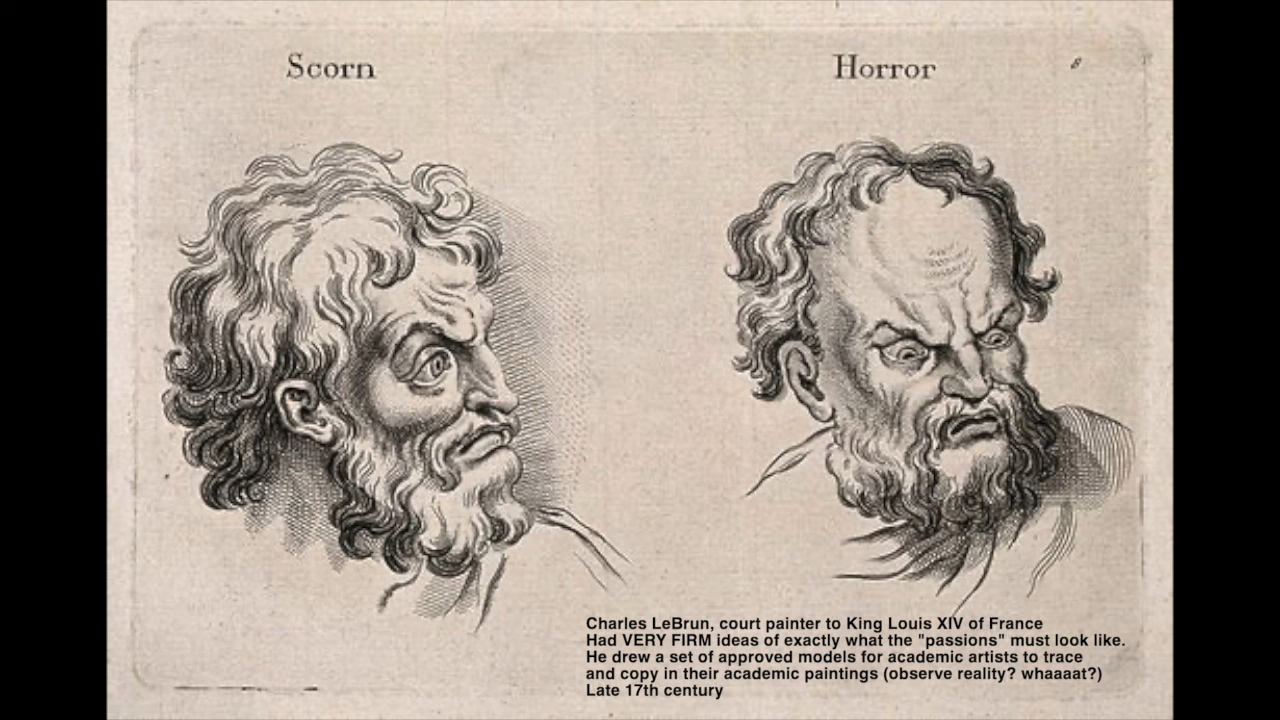 Scorn
Horror
8
Charles LeBrun, court painter to King Louis XIV of France
Had VERY FIRM ideas of exactly what the "passions" must look like.
He drew a set of approved models for academic artists to trace
and copy in their academic paintings (observe reality? whaaaat?)
Late 17th century